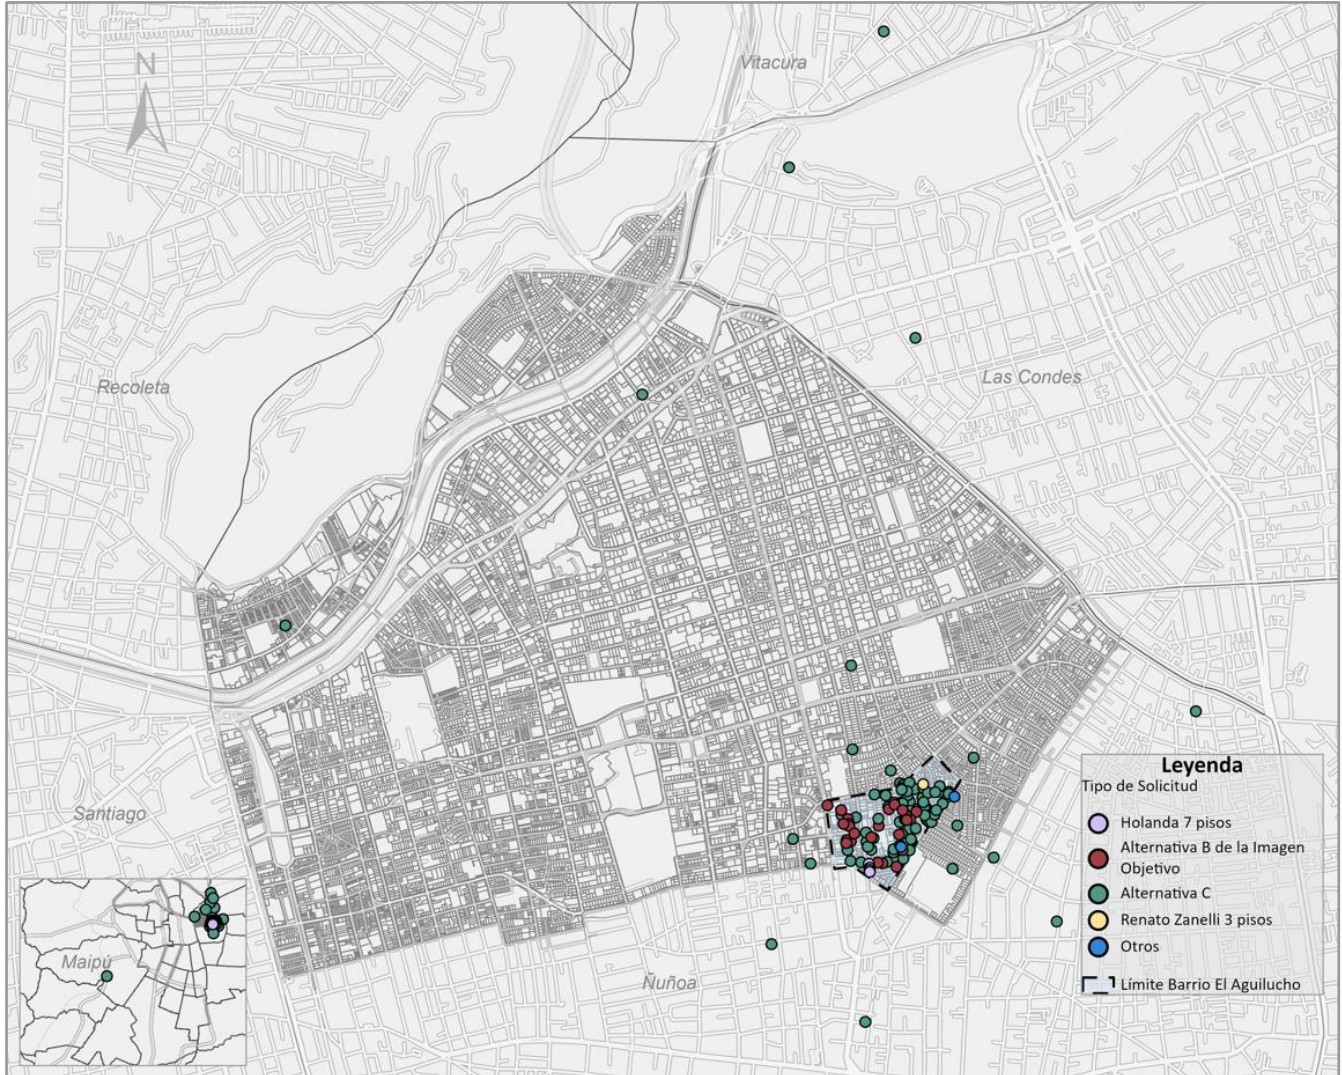 N
Vitacura
Recoleta
Las Condes
Santiago
Ñuñoa
Maipú
Leyenda
Tipo de Solicitud
Holanda 7 pisos
Alternativa B de la Imagen
Objetivo
Alternativa C
Renato Zanelli 3 pisos
Otros
Límite Barrio El Aguilucho